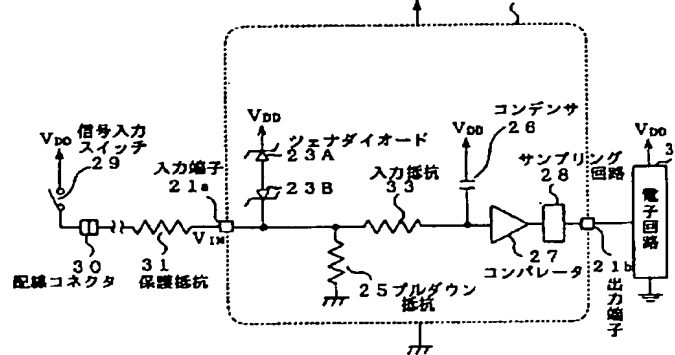 VDD
信号入力
スイッチ
29
30
配線コネクタ
31
保護抵抗
入力端子
21a
VIN
VDD
ツェナダイオード
23A
23B
入力抵抗
33
25プルダウン
抵抗
VDD
コンデンサ
26
27
コンパレータ
サンプリング
回路
28
21b
出力端子
VDD
3
電子回路